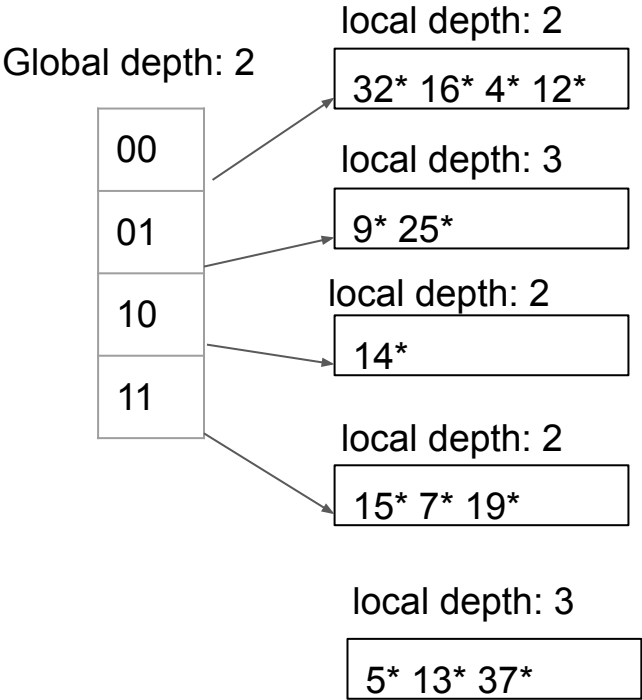 local depth: 2
Global depth: 2
32* 16* 4* 12*
00
local depth: 3
01
9* 25*
local depth: 2
10
14*
11
local depth: 2
15* 7* 19*
local depth: 3
5* 13* 37*